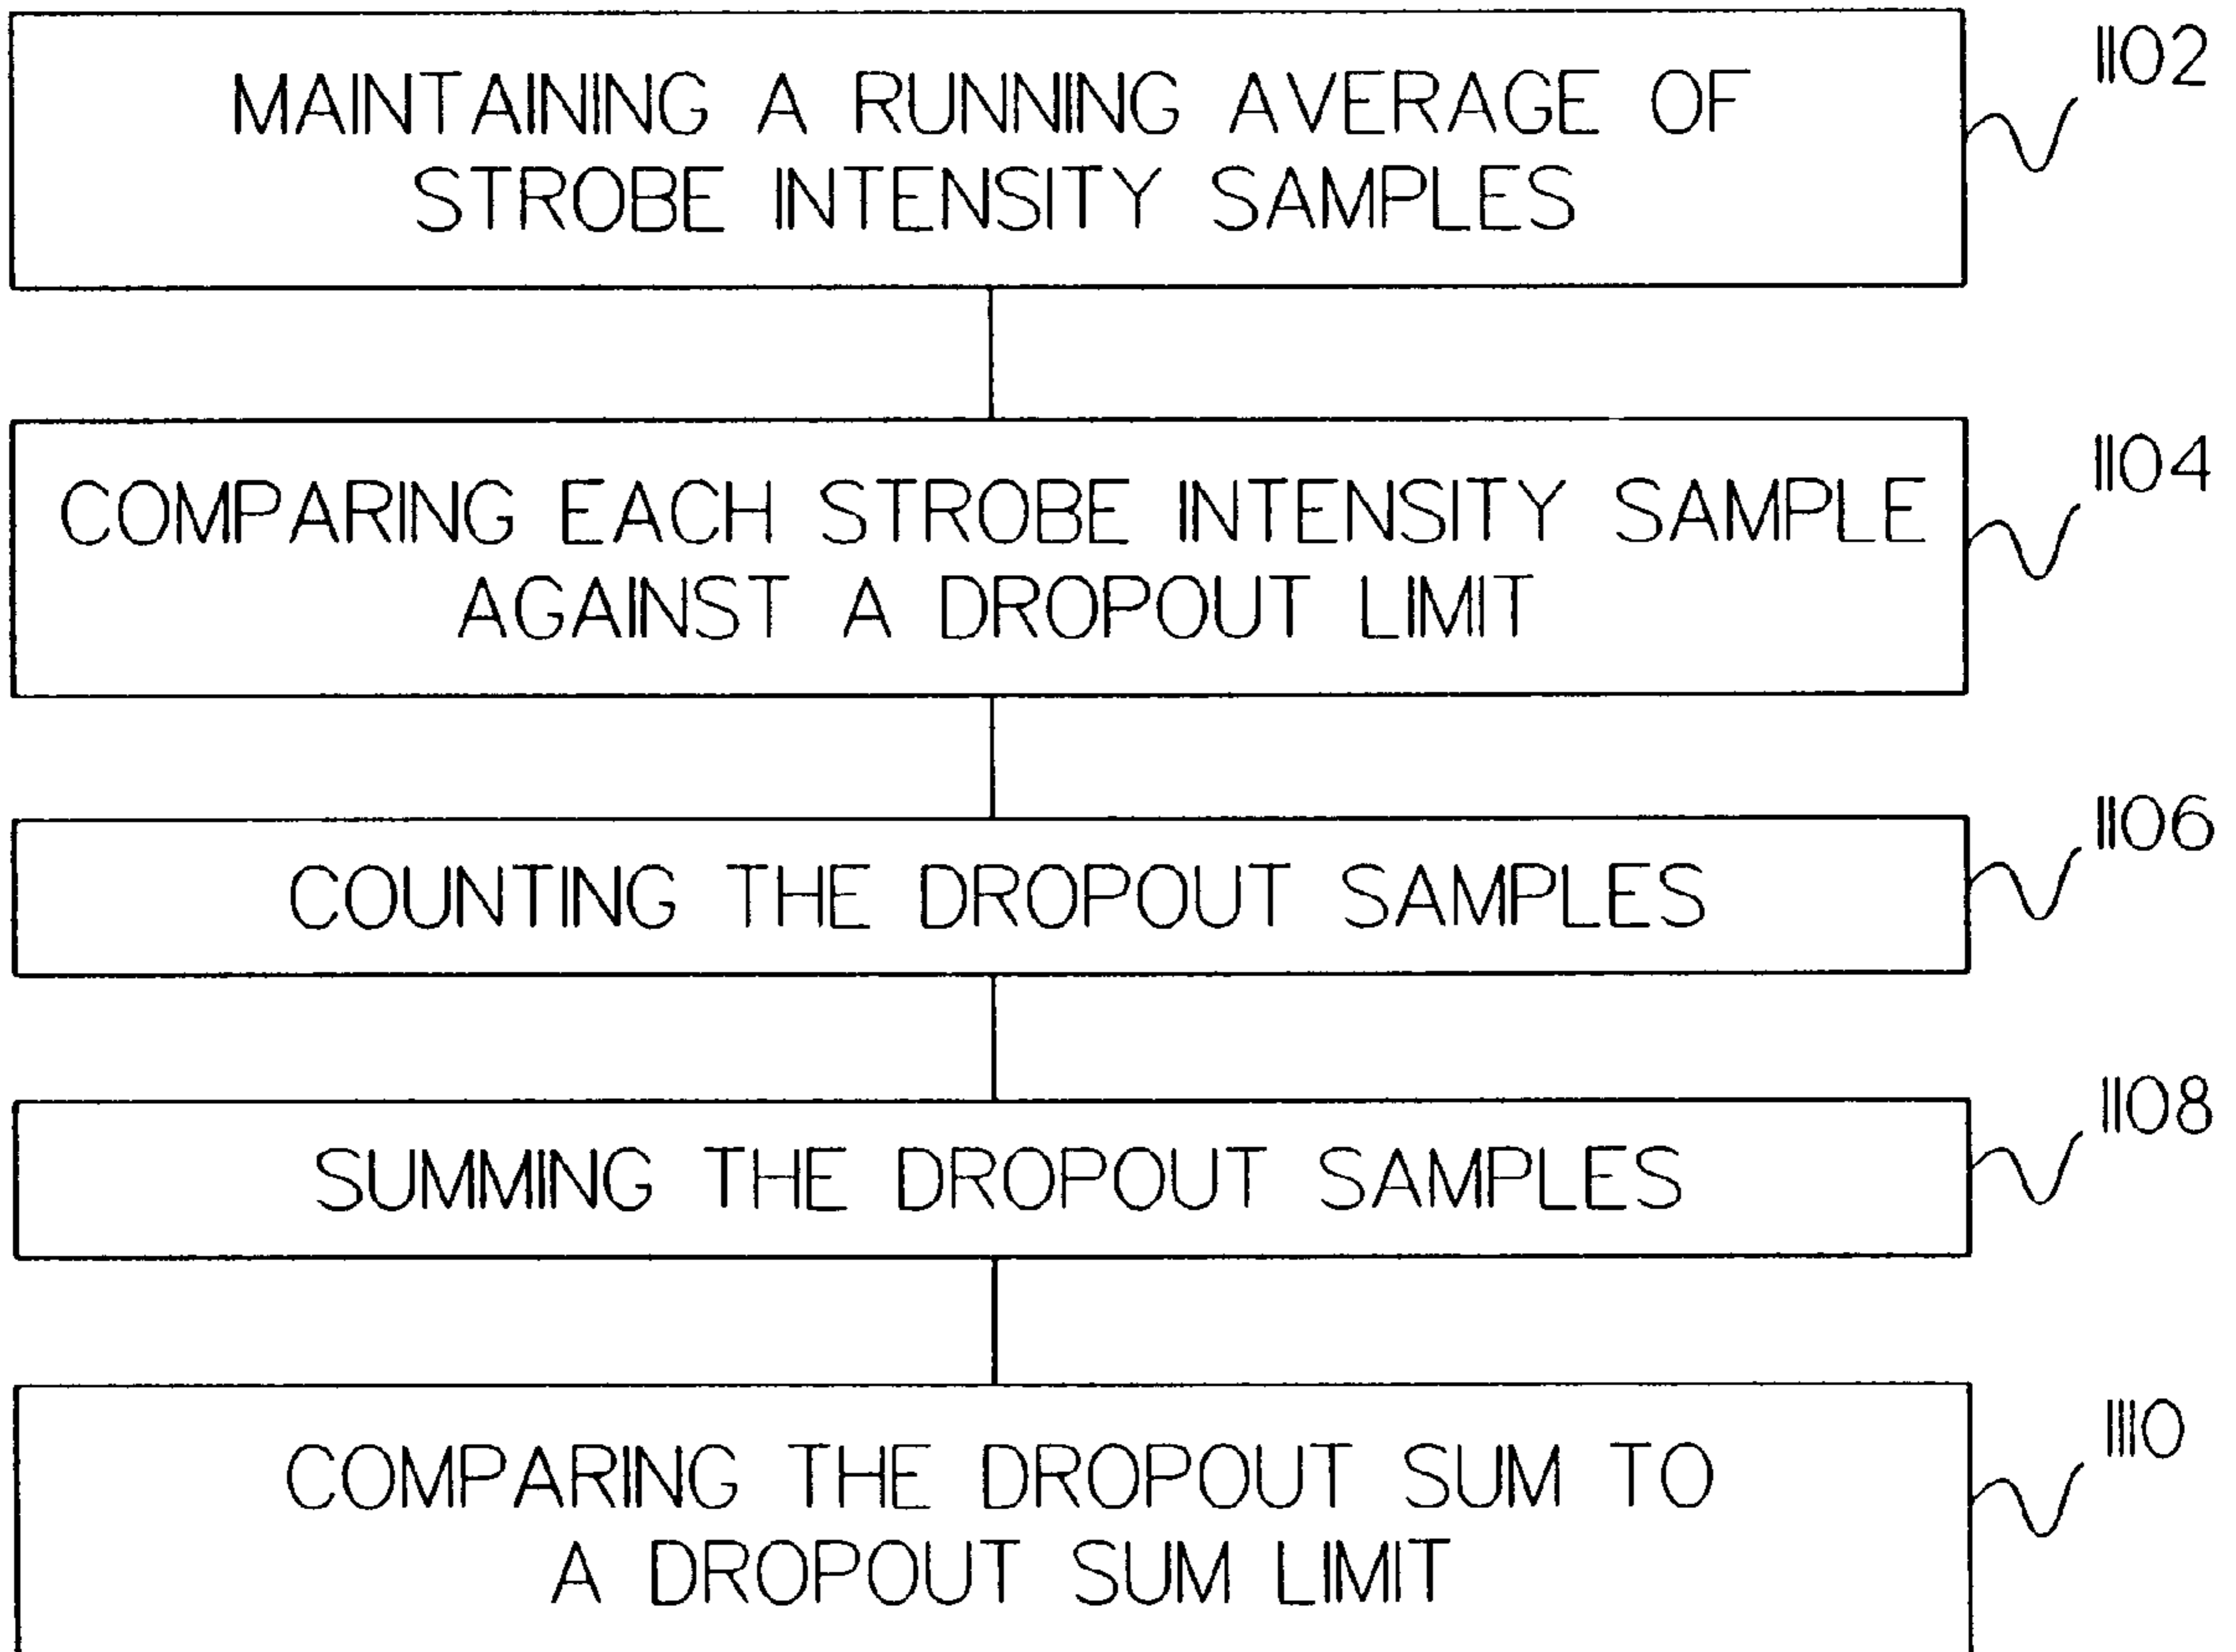 1102
MAINTAINING A RUNNING AVERAGE OF
STROBE INTENSITY SAMPLES
1104
COMPARING EACH STROBE INTENSITY SAMPLE
AGAINST A DROPOUT LIMIT
1106
COUNTING THE DROPOUT SAMPLES
1108
SUMMING THE DROPOUT SAMPLES
1110
COMPARING THE DROPOUT SUM TO
A DROPOUT SUM LIMIT